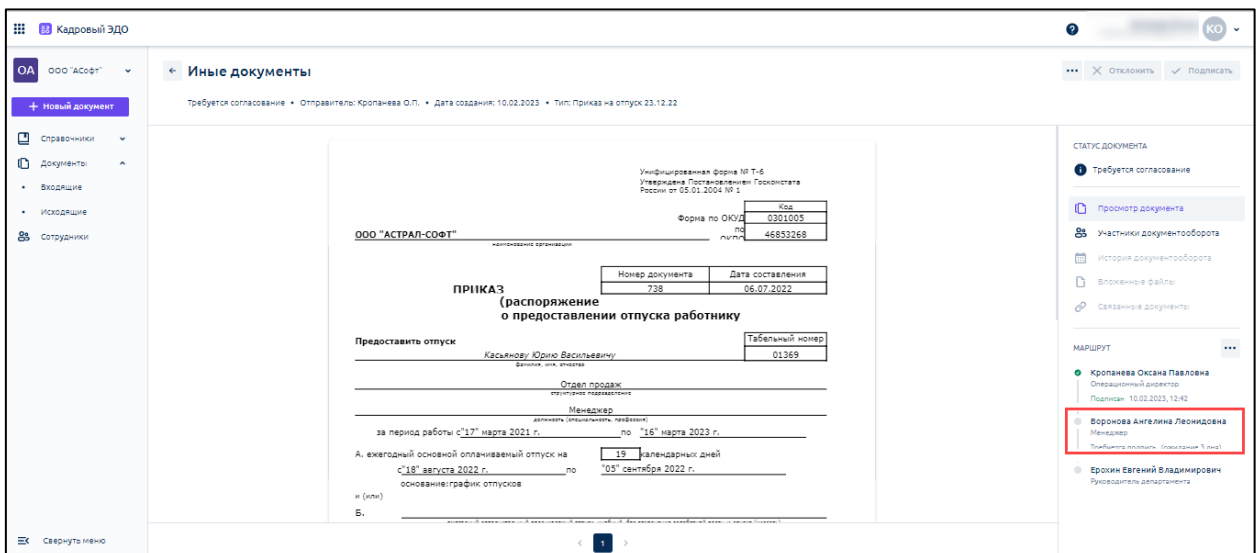 Кадровый ЭДО
КО
ОА
ООО "АСофт"
Новый документ
Справочники
Документы
Входящие
Исходящие
Сотрудники
Свернуть меню
Иные документы
Отклонить
Подписать
Требуется согласование • Отправитель: Кропанева О.П. • Дата создания: 10.02.2023 • Тип: Приказ на отпуск 23.12.22
Унифицированная форма № Т-6
Утверждена Постановлением Госкомстата
России от 05.01.2004 № 1
Код
Форма по ОКУД 0301005
по ОКПО 46853268
ООО "АСТРАЛ-СОФТ"
наименование организации
Номер документа Дата составления
738 06.07.2022
ПРИКАЗ
(распоряжение
о предоставлении отпуска работнику
Предоставить отпуск
Табельный номер
Касьянову Юрию Васильевичу 01369
фамилия, имя, отчество
Отдел продаж
структурное подразделение
Менеджер
должность (специальность, профессия)
за период работы с "17" марта 2021 г. по "16" марта 2023 г.
А. ежегодный основной оплачиваемый отпуск на 19 календарных дней
с "18" августа 2022 г. по "05" сентября 2022 г.
основание:график отпусков
и (или)
Б.
1
СТАТУС ДОКУМЕНТА
Требуется согласование
Просмотр документа
Участники документооборота
История документооборота
Вложенные файлы
Связанные документы
МАРШРУТ
Кропанева Оксана Павловна
Операционный директор
Подписан 10.02.2023, 12:42
Воронова Ангелина Леонидовна
Менеджер
Требуется подпись (ожидание 3 дня)
Ерохин Евгений Владимирович
Руководитель департамента